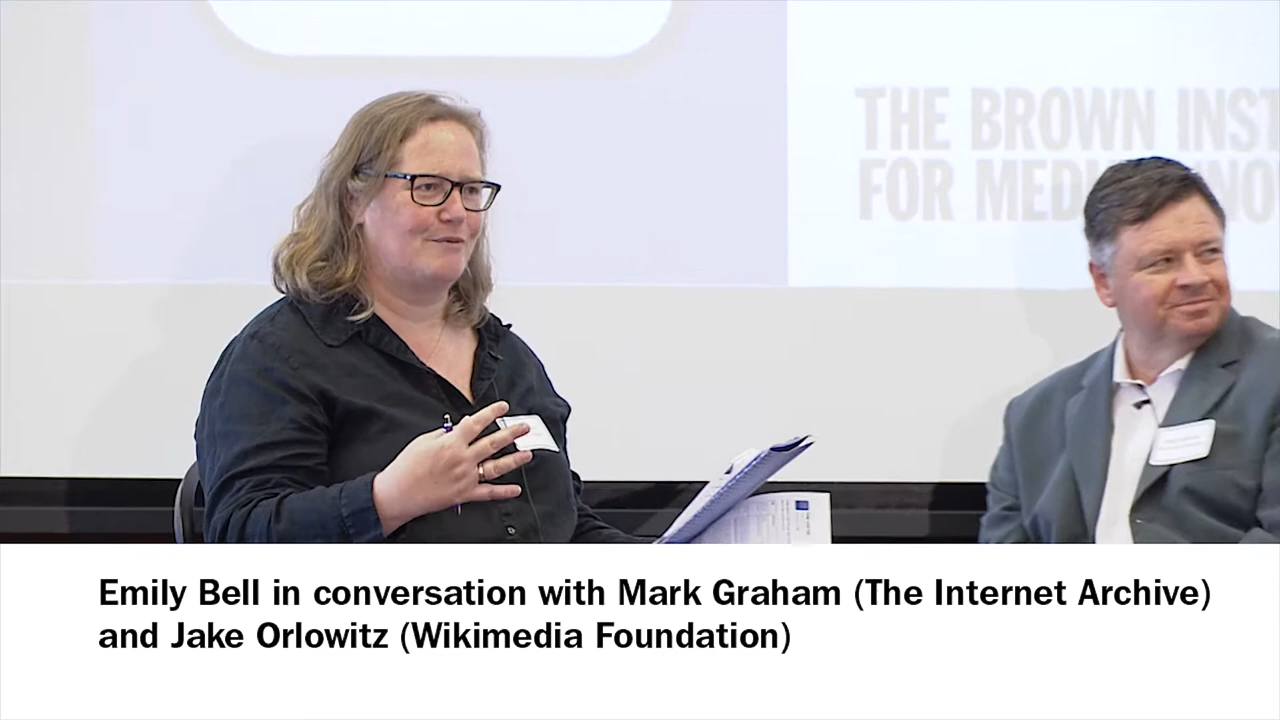 THE BROWN INST
FOR MED NO
Emily Bell in conversation with Mark Graham (The Internet Archive)
and Jake Orlowitz (Wikimedia Foundation)